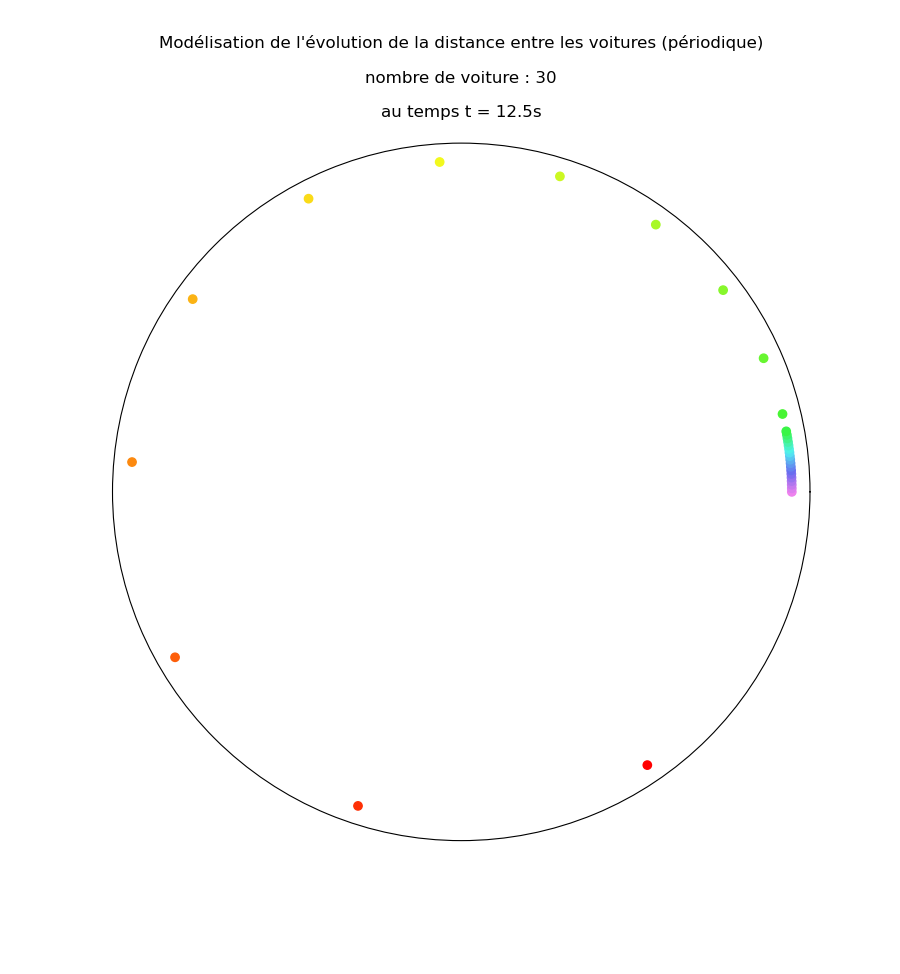 Modélisation de l'évolution de la distance entre les voitures (périodique)
nombre de voiture : 30
au temps t = 12.5s